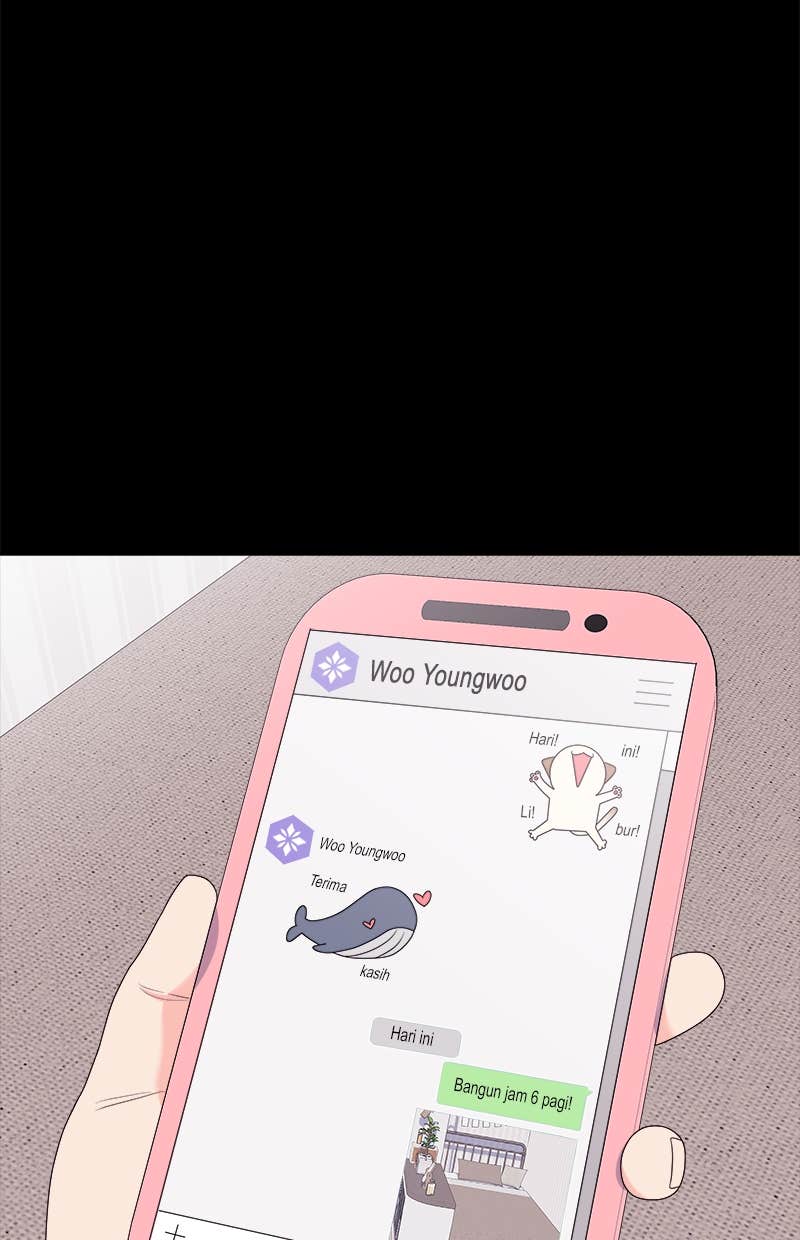 Woo Youngwoo
Hari! ini!
Li! bur!
Woo Youngwoo
Terima
kasih
Hari ini
Bangun jam 6 pagi!
+